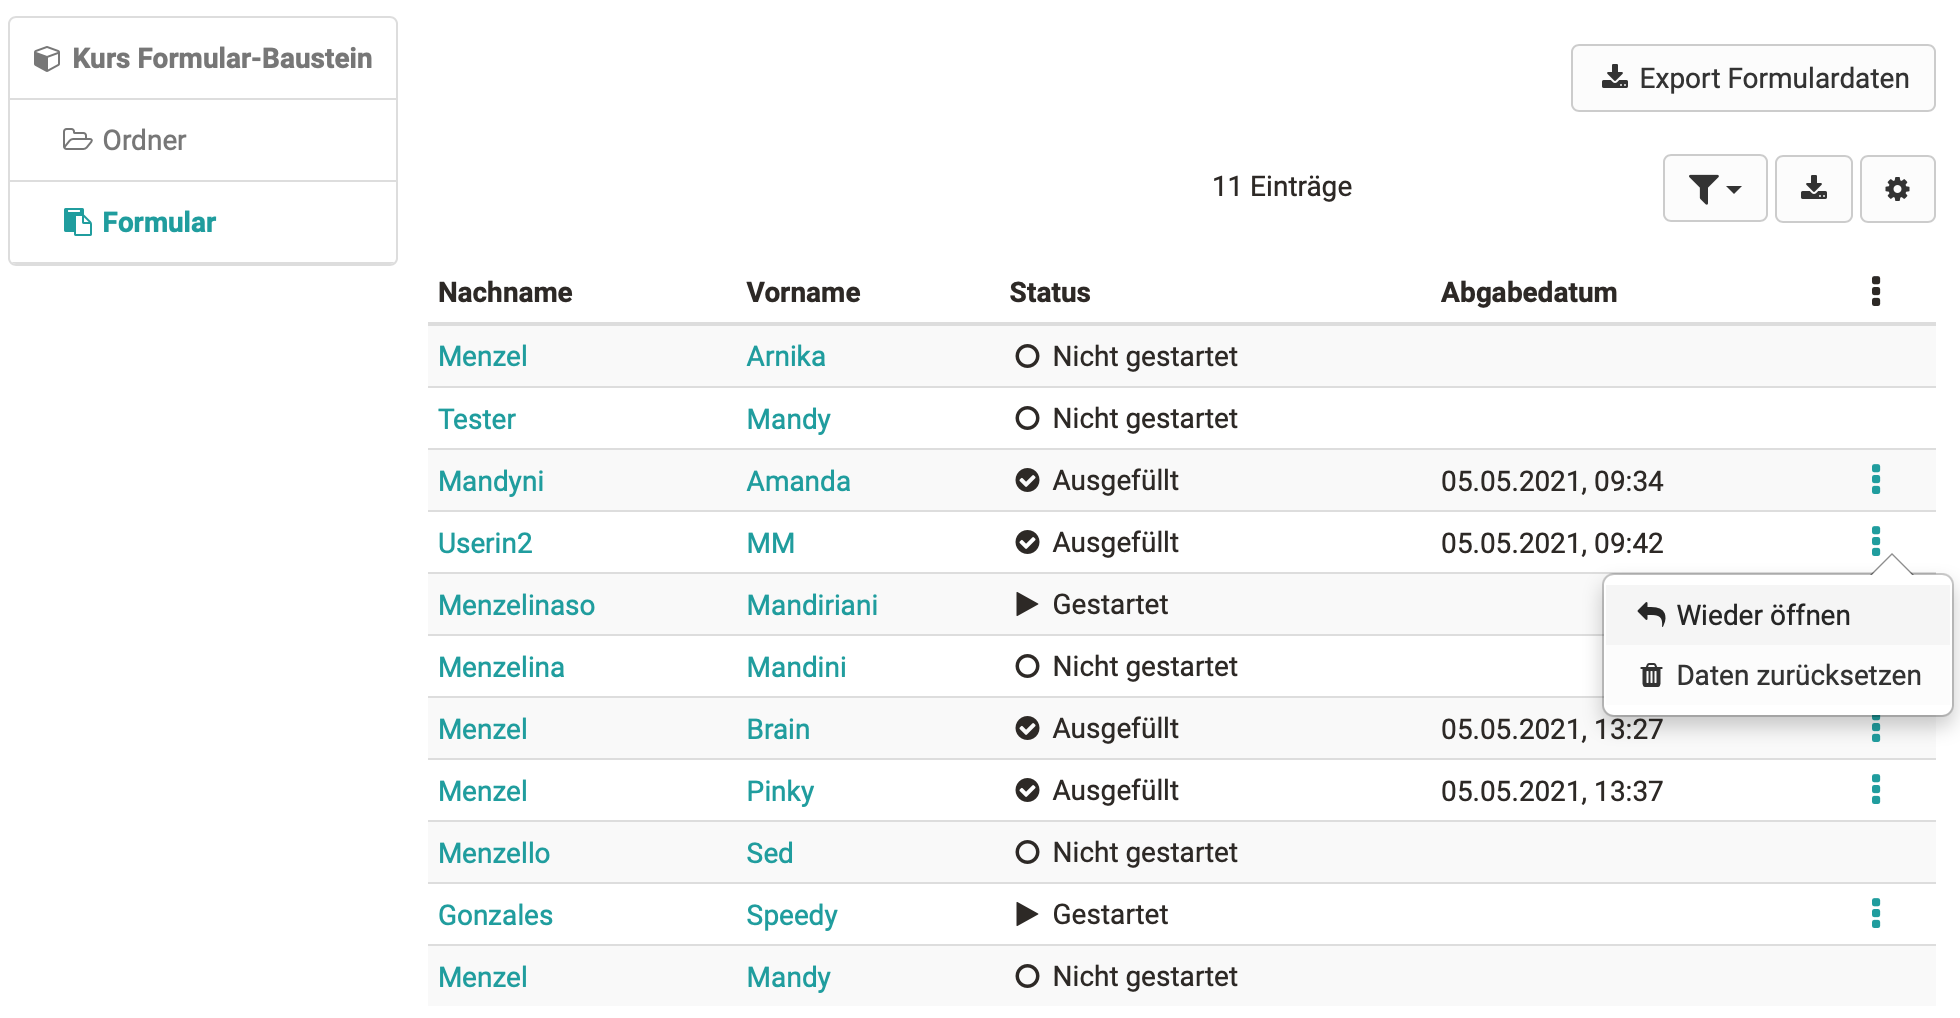 Kurs Formular-Baustein
Ordner
Formular
Export Formulardaten
11 Einträge
Nachname Vorname Status Abgabedatum
Menzel Arnika Nicht gestartet
Tester Mandy Nicht gestartet
Mandyni Amanda Ausgefüllt 05.05.2021, 09:34
Userin2 MM Ausgefüllt 05.05.2021, 09:42
Menzelinaso Mandiriani Gestartet
Wieder öffnen
Menzelina Mandini Nicht gestartet
Daten zurücksetzen
Menzel Brain Ausgefüllt 05.05.2021, 13:27
Menzel Pinky Ausgefüllt 05.05.2021, 13:37
Menzello Sed Nicht gestartet
Gonzales Speedy Gestartet
Menzel Mandy Nicht gestartet